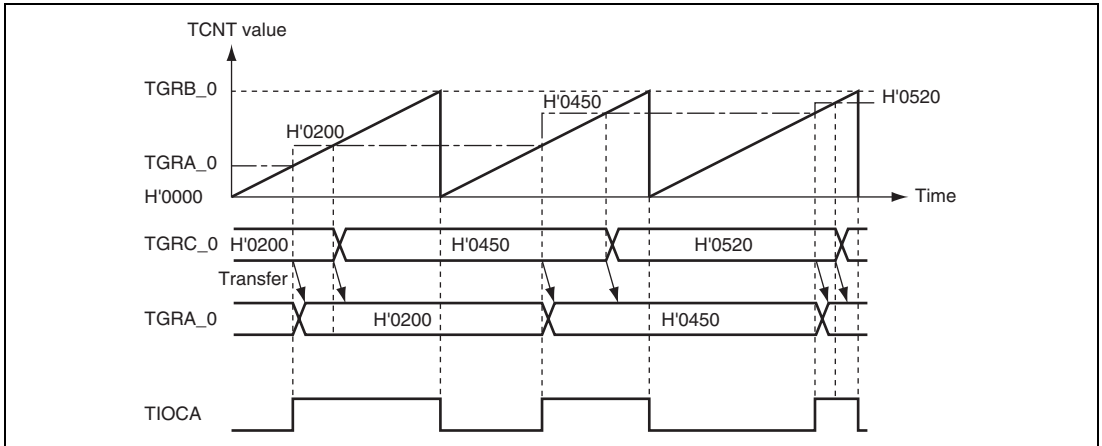 TCNT value
TGRB_0
H'0520
H'0450
H'0200
TGRA_0
H'0000
Time
TGRC_0 H'0200 H'0450 H'0520
Transfer
TGRA_0 H'0200 H'0450
TIOCA